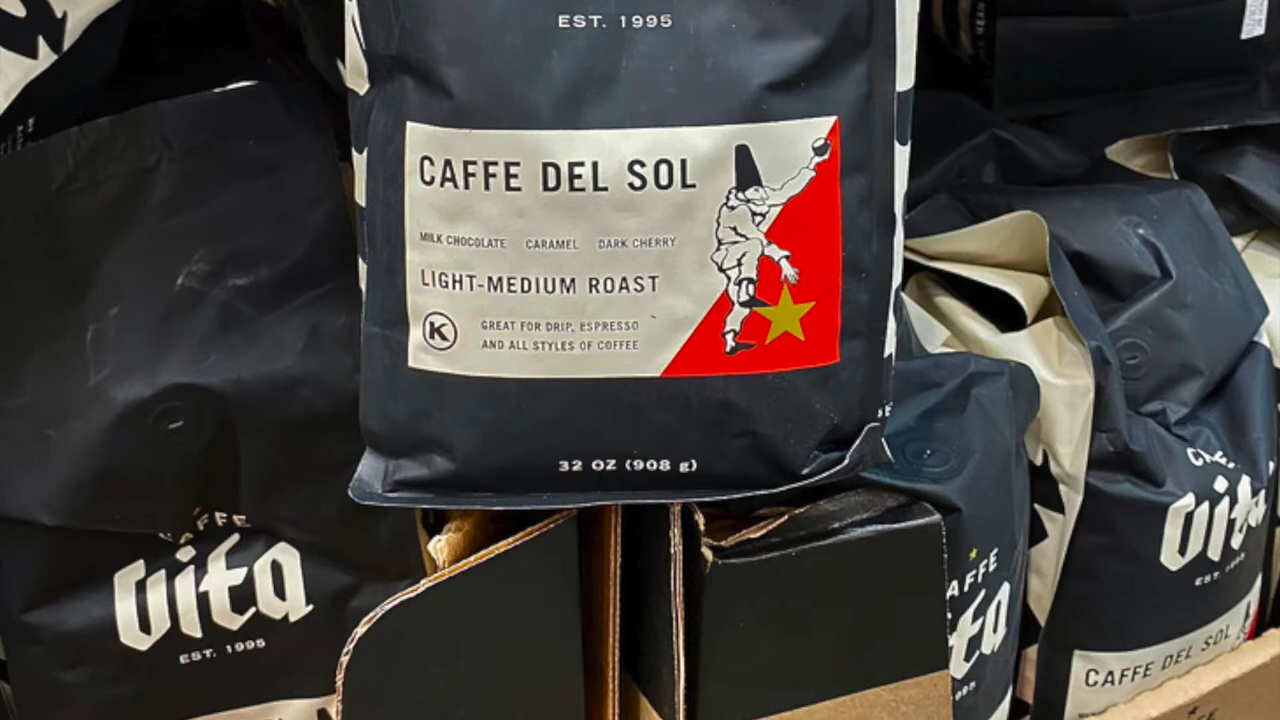 EST. 1995
CAFFE DEL SOL
MILK CHOCOLATE CARAMEL DARK CHERRY
LIGHT-MEDIUM ROAST
K
GREAT FOR DRIP, ESPRESSO
AND ALL STYLES OF COFFEE
32 OZ (908 g)
CAFFE
Vita
EST. 1995
CAFFE
Vita
Vita
EST.
CAFFE DEL SOL